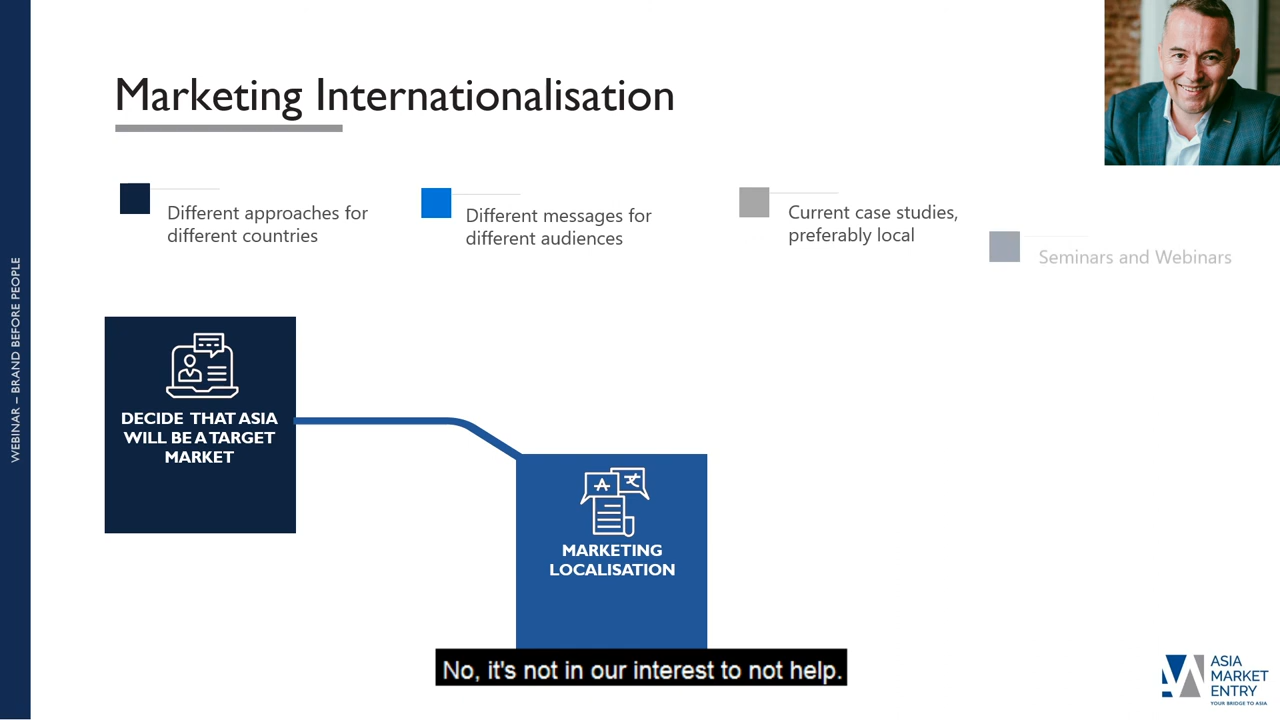 Marketing Internationalisation
Different approaches for
different countries
Different messages for
different audiences
Current case studies,
preferably local
Seminars and Webinars
WEBINAR – BRAND BEFORE PEOPLE
DECIDE THAT ASIA
WILL BE A TARGET
MARKET
A
MARKETING
LOCALISATION
No, it's not in our interest to not help.
ASIA
MARKET
ENTRY
YOUR BRIDGE TO ASIA